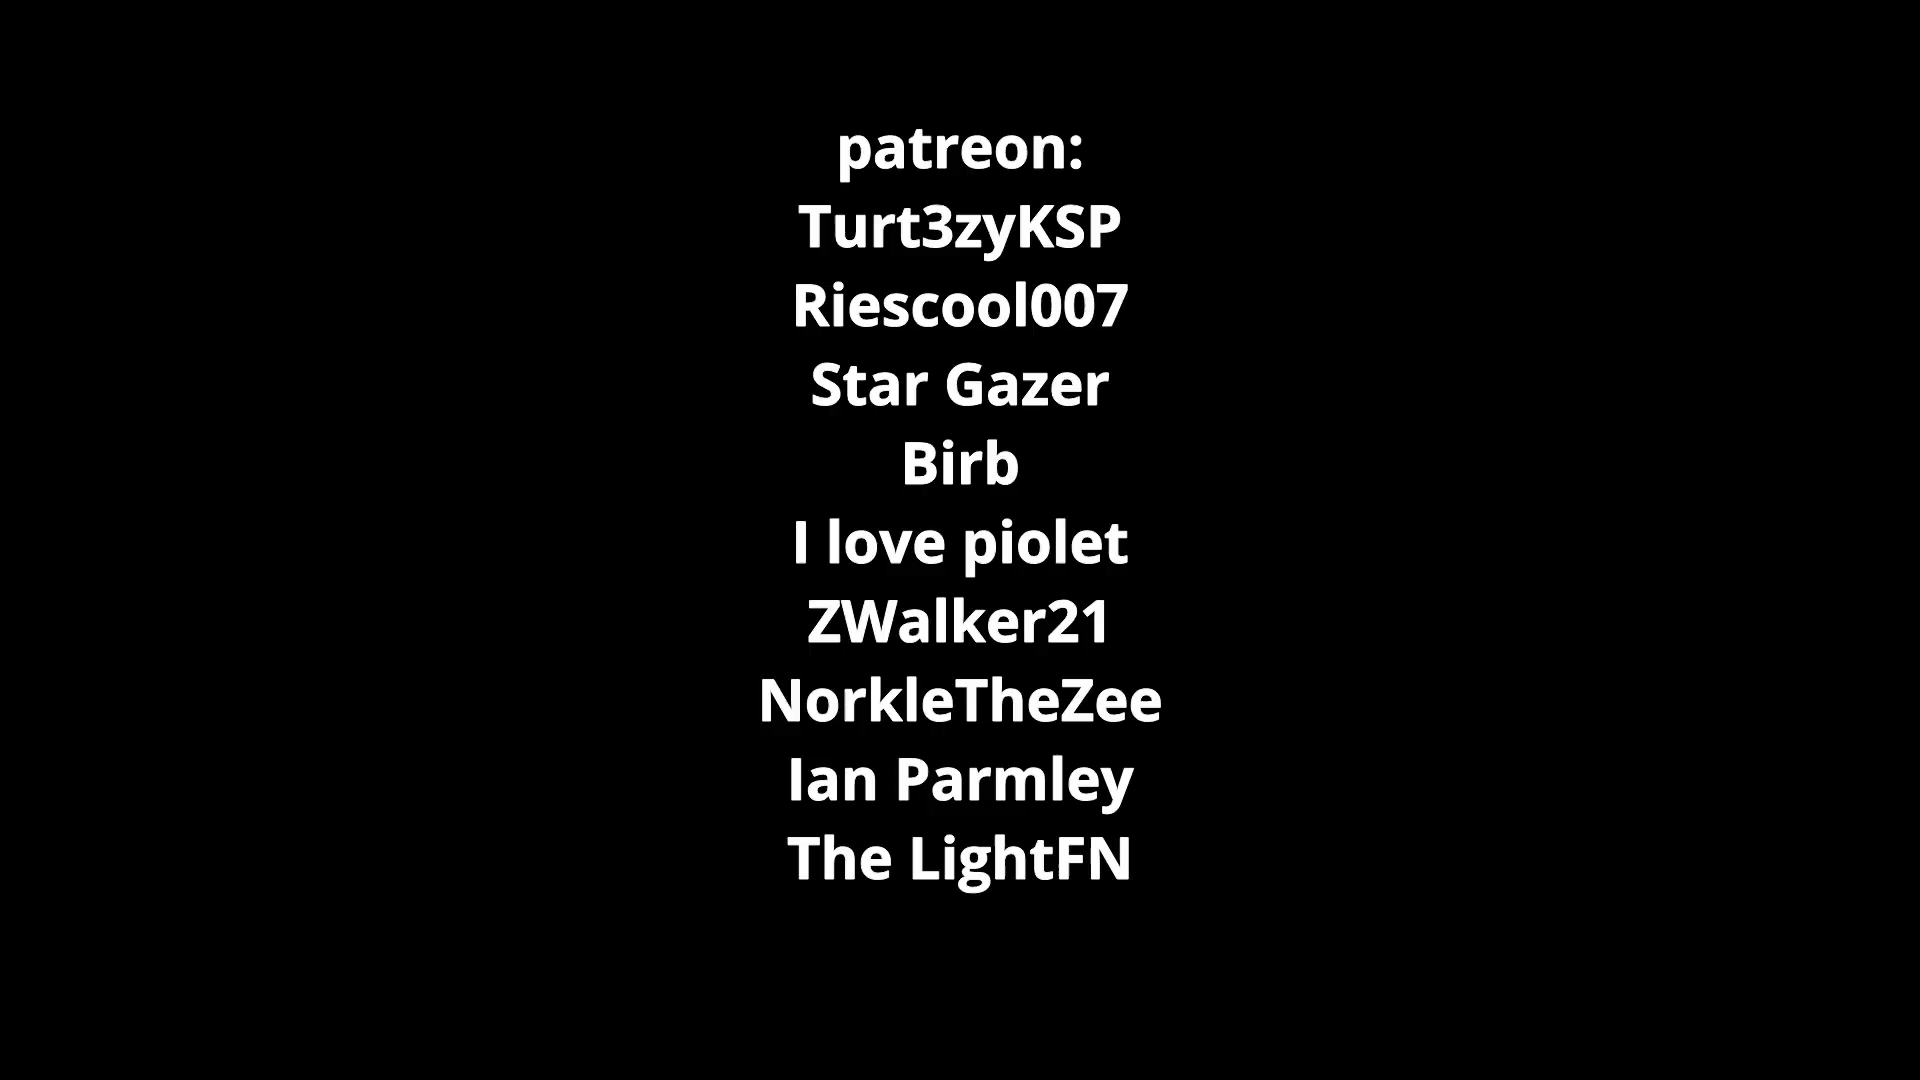 patreon:
Turt3zyKSP
Riescool007
Star Gazer
Birb
I love piolet
ZWalker21
NorkleTheZee
Ian Parmley
The LightFN